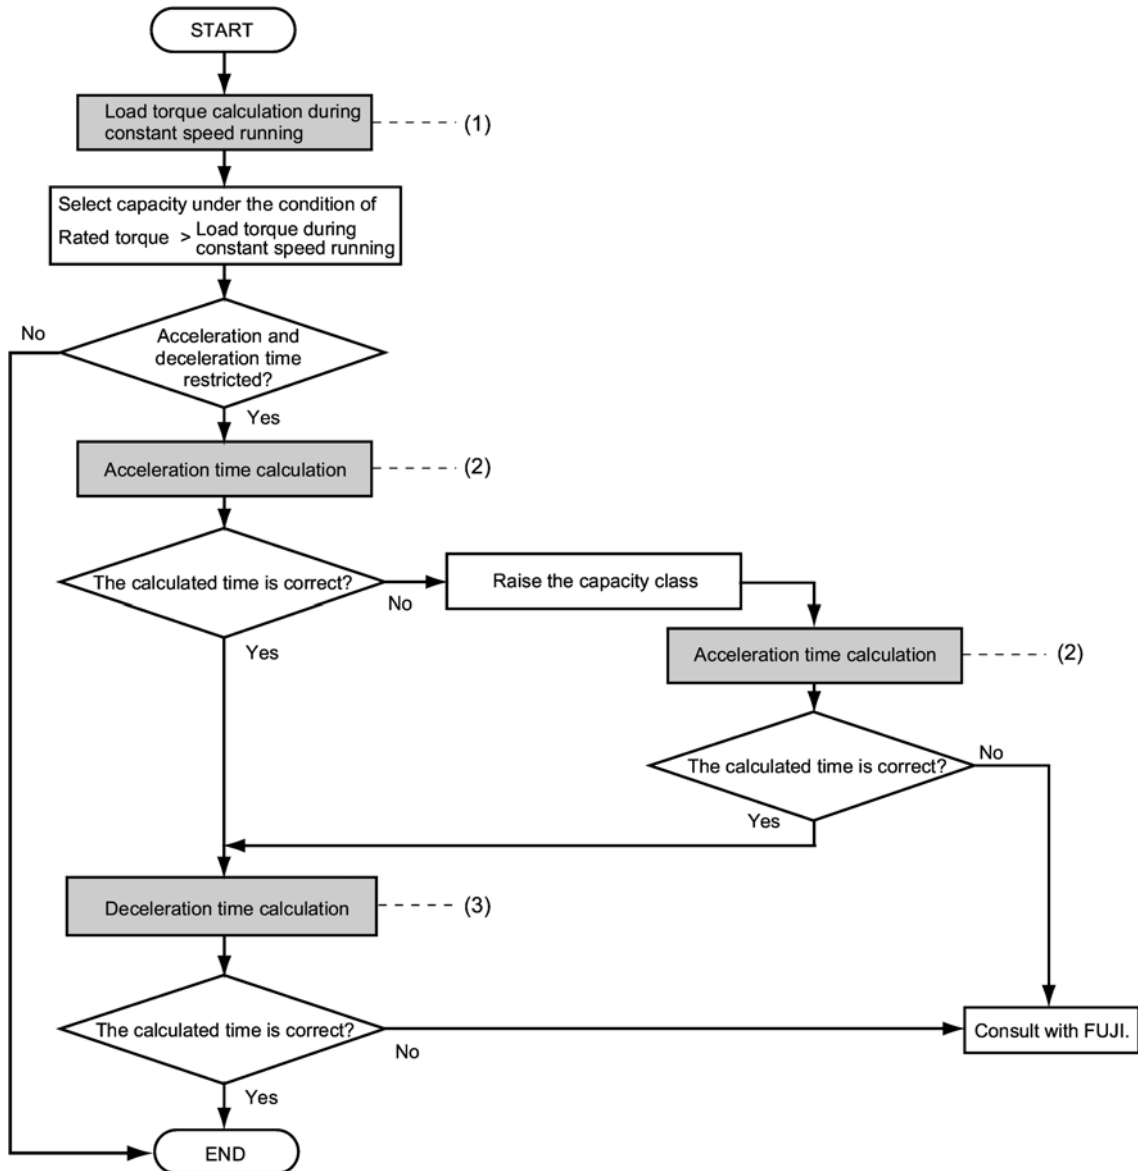 START
Load torque calculation during
constant speed running
(1)
Select capacity under the condition of
Rated torque > Load torque during
constant speed running
No
Acceleration and
deceleration time
restricted?
Yes
Acceleration time calculation
(2)
The calculated time is correct?
No
Raise the capacity class
Yes
Acceleration time calculation
(2)
The calculated time is correct?
No
Yes
Deceleration time calculation
(3)
The calculated time is correct?
No
Consult with FUJI.
Yes
END